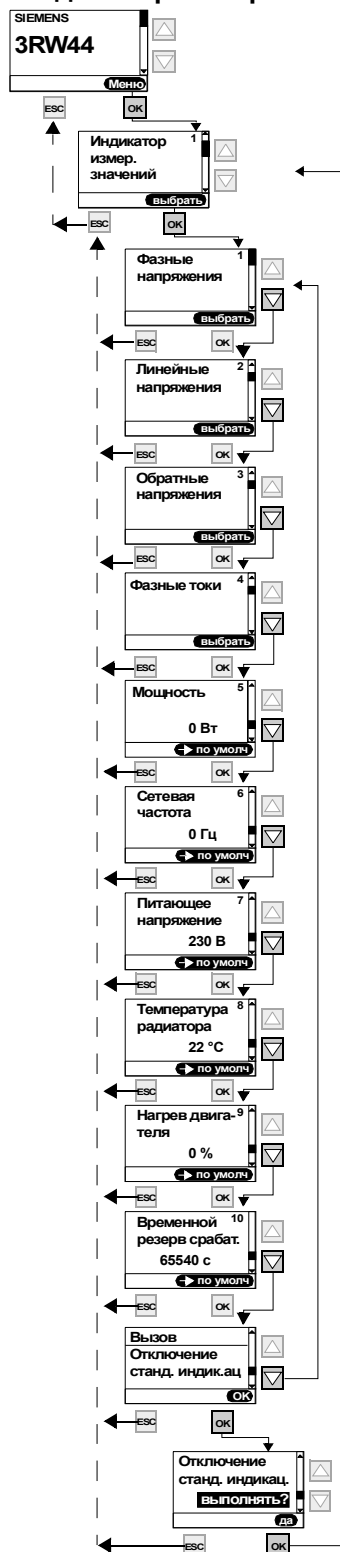 SIEMENS
3RW44
Меню
ESC
OK
1
Индикатор
измер.
значений
выбрать
ESC
OK
1
Фазные
напряжения
выбрать
ESC
OK
2
Линейные
напряжения
выбрать
ESC
OK
3
Обратные
напряжения
выбрать
ESC
OK
4
Фазные токи
выбрать
ESC
OK
5
Мощность
0 Вт
по умолч
ESC
OK
6
Сетевая
частота
0 Гц
по умолч
ESC
OK
7
Питающее
напряжение
230 В
по умолч
ESC
OK
8
Температура
радиатора
22 °C
по умолч
ESC
OK
9
Нагрев двига-
теля
0 %
по умолч
ESC
OK
10
Временной
резерв срабат.
65540 с
по умолч
ESC
OK
Вызов
Отключение
станд. индик.ац
OK
ESC
OK
Отключение
станд. индикац.
выполнять?
да
ESC
OK